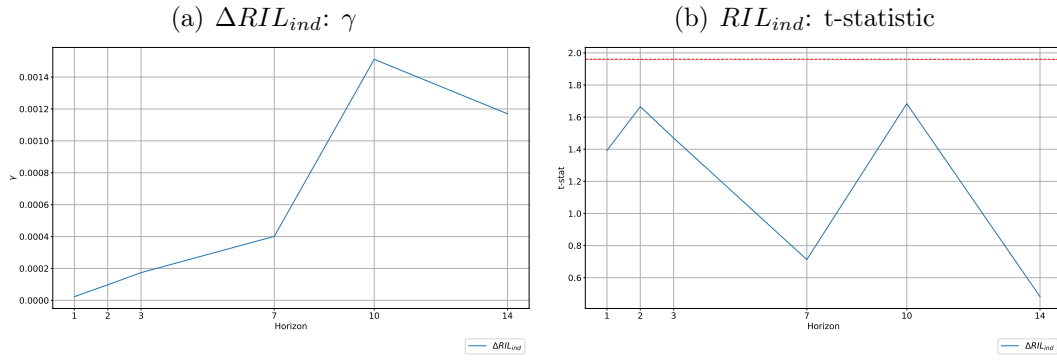 (a) ΔRIL_ind: γ
0.0014
0.0012
0.0010
0.0008
0.0006
0.0004
0.0002
0.0000
γ
1 2 3 7 10 14
Horizon
ΔRIL_ind
(b) RIL_ind: t-statistic
2.0
1.8
1.6
1.4
1.2
1.0
0.8
0.6
t-stat
1 2 3 7 10 14
Horizon
ΔRIL_ind